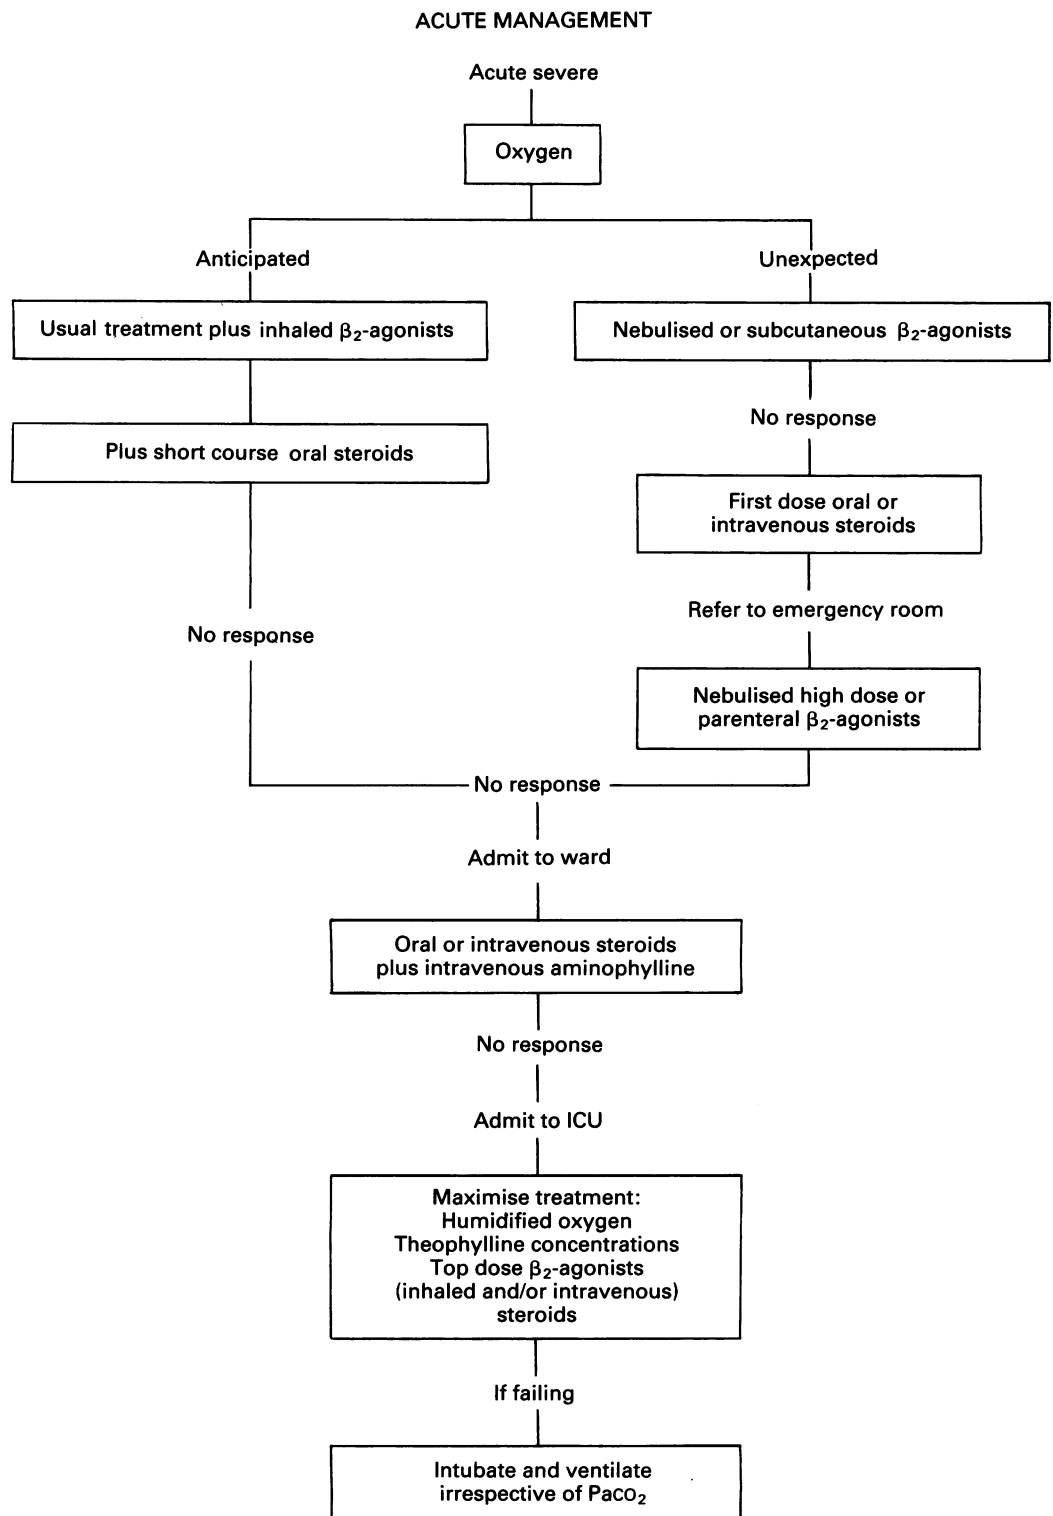 ACUTE MANAGEMENT
Acute severe
Oxygen
Anticipated
Unexpected
Usual treatment plus inhaled β₂-agonists
Nebulised or subcutaneous β₂-agonists
No response
Plus short course oral steroids
First dose oral or
intravenous steroids
Refer to emergency room
No response
Nebulised high dose or
parenteral β₂-agonists
No response
Admit to ward
Oral or intravenous steroids
plus intravenous aminophylline
No response
Admit to ICU
Maximise treatment:
Humidified oxygen
Theophylline concentrations
Top dose β₂-agonists
(inhaled and/or intravenous)
steroids
If failing
Intubate and ventilate
irrespective of PaCO₂